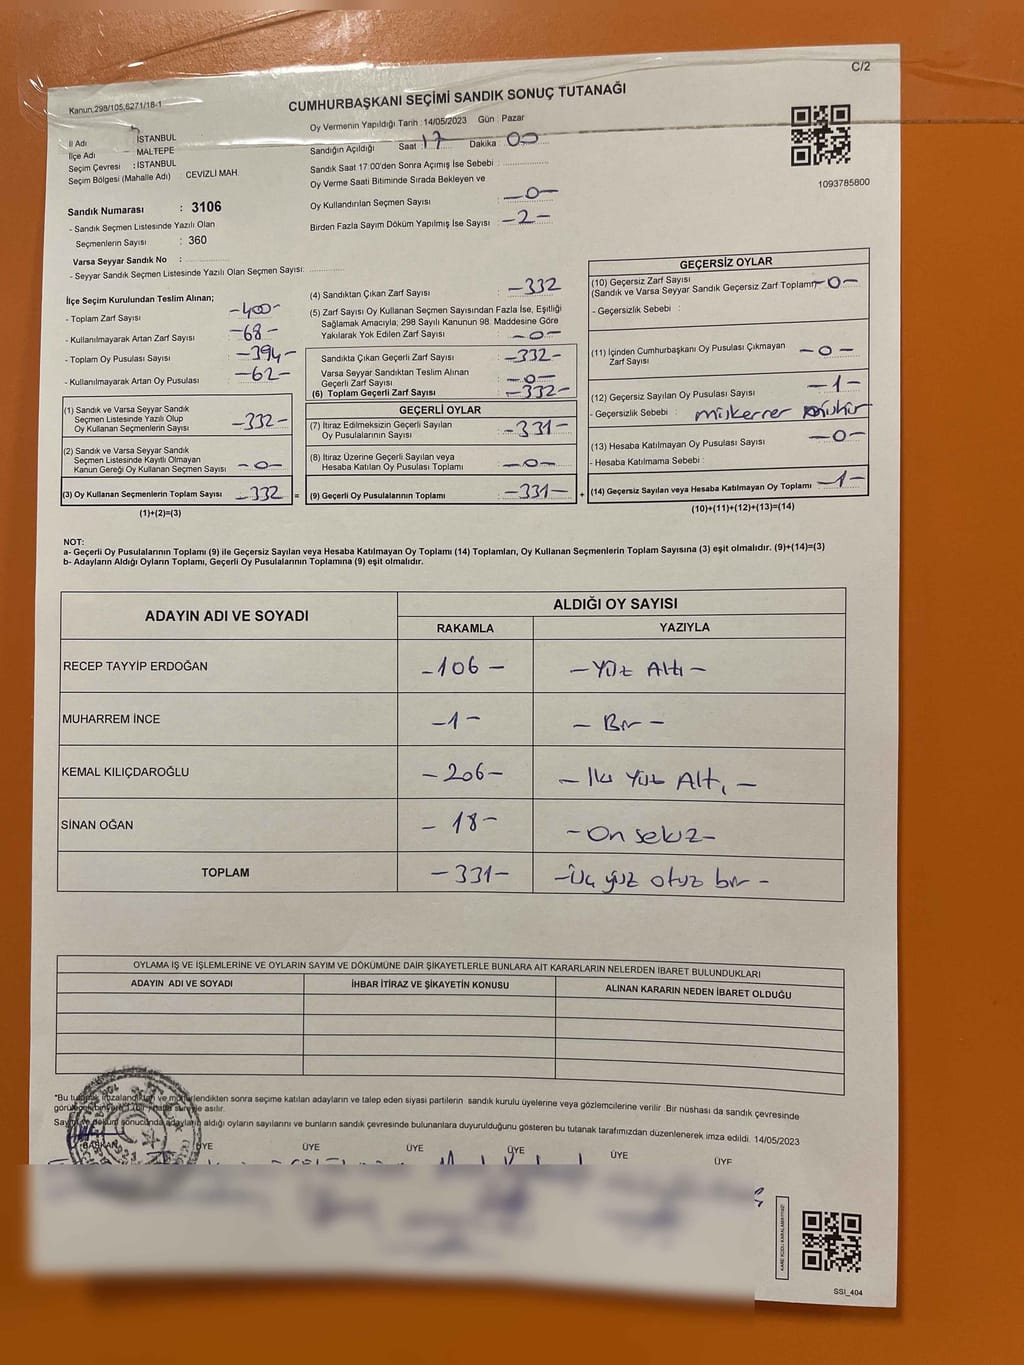 C/2
Kanun,298/105,6271/18-1
CUMHURBAŞKANI SEÇİMİ SANDIK SONUÇ TUTANAĞI
İl Adı : İSTANBUL
İlçe Adı MALTEPE
Seçim Çevresi : İSTANBUL
Seçim Bölgesi (Mahalle Adı) CEVİZLİ MAH.
Sandık Numarası : 3106
- Sandık Seçmen Listesinde Yazılı Olan
Seçmenlerin Sayısı : 360
Varsa Seyyar Sandık No :
- Seyyar Sandık Seçmen Listesinde Yazılı Olan Seçmen Sayısı:
Oy Vermenin Yapıldığı Tarih : 14/05/2023 Gün : Pazar
Sandığın Açıldığı Saat 17 Dakika 00
Sandık Saat 17:00'den Sonra Açımış İse Sebebi :
Oy Verme Saati Bitiminde Sırada Bekleyen ve
Oy Kullandırılan Seçmen Sayısı : -0-
Birden Fazla Sayım Döküm Yapılmış İse Sayısı : -2-
1093785800
İlçe Seçim Kurulundan Teslim Alınan;
- Toplam Zarf Sayısı -400-
- Kullanılmayarak Artan Zarf Sayısı -68-
- Toplam Oy Pusulası Sayısı -394-
- Kullanılmayarak Artan Oy Pusulası -62-
(1) Sandık ve Varsa Seyyar Sandık
Seçmen Listesinde Yazılı Olup
Oy Kullanan Seçmenlerin Sayısı -332-
(2) Sandık ve Varsa Seyyar Sandık
Seçmen Listesinde Kayıtlı Olmayan
Kanun Gereği Oy Kullanan Seçmen Sayısı -0-
(3) Oy Kullanan Seçmenlerin Toplam Sayısı -332 =
(1)+(2)=(3)
(4) Sandıktan Çıkan Zarf Sayısı : -332
(5) Zarf Sayısı Oy Kullanan Seçmen Sayısından Fazla İse, Eşitliği
Sağlamak Amacıyla, 298 Sayılı Kanunun 98. Maddesine Göre
Yakılarak Yok Edilen Zarf Sayısı : -0-
Sandıkta Çıkan Geçerli Zarf Sayısı : -332-
Varsa Seyyar Sandıktan Teslim Alınan
Geçerli Zarf Sayısı : -0-
(6) Toplam Geçerli Zarf Sayısı : -332-
GEÇERLİ OYLAR
(7) İtiraz Edilmeksizin Geçerli Sayılan
Oy Pusulalarının Sayısı : -331-
(8) İtiraz Üzerine Geçerli Sayılan veya
Hesaba Katılan Oy Pusulası Toplamı : -0-
(9) Geçerli Oy Pusulalarının Toplamı : -331- +
GEÇERSİZ OYLAR
(10) Geçersiz Zarf Sayısı
(Sandık ve Varsa Seyyar Sandık Geçersiz Zarf Toplamı) -0-
- Geçersizlik Sebebi :
(11) İçinden Cumhurbaşkanı Oy Pusulası Çıkmayan
Zarf Sayısı -0-
(12) Geçersiz Sayılan Oy Pusulası Sayısı -1-
- Geçersizlik Sebebi : mükerrer mühür
(13) Hesaba Katılmayan Oy Pusulası Sayısı -0-
- Hesaba Katılmama Sebebi :
(14) Geçersiz Sayılan veya Hesaba Katılmayan Oy Toplamı -1-
(10)+(11)+(12)+(13)=(14)
NOT:
a- Geçerli Oy Pusulalarının Toplamı (9) ile Geçersiz Sayılan veya Hesaba Katılmayan Oy Toplamı (14) Toplamları, Oy Kullanan Seçmenlerin Toplam Sayısına (3) eşit olmalıdır. (9)+(14)=(3)
b- Adayların Aldığı Oyların Toplamı, Geçerli Oy Pusulalarının Toplamına (9) eşit olmalıdır.
ADAYIN ADI VE SOYADI ALDIĞI OY SAYISI
RAKAMLA YAZIYLA
RECEP TAYYİP ERDOĞAN -106- -Yüz Altı-
MUHARREM İNCE -1- -Bir-
KEMAL KILIÇDAROĞLU -206- -İki Yüz Altı-
SİNAN OĞAN -18- -On sekiz-
TOPLAM -331- -Üç yüz otuz bir-
OYLAMA İŞ VE İŞLEMLERİNE VE OYLARIN SAYIM VE DÖKÜMÜNE DAİR ŞİKAYETLERLE BUNLARA AİT KARARLARIN NELERDEN İBARET BULUNDUKLARI
ADAYIN ADI VE SOYADI İHBAR İTİRAZ VE ŞİKAYETİN KONUSU ALINAN KARARIN NEDEN İBARET OLDUĞU
*Bu tutanak imzalandıktan ve mühürlendikten sonra seçime katılan adayların ve talep eden siyasi partilerin sandık kurulu üyelerine veya gözlemcilerine verilir .Bir nüshası da sandık çevresinde
görülecek bir yere 1 (bir) hafta süreyle asılır.
Sayım ve döküm sonucunda adayların aldığı oyların sayılarını ve bunların sandık çevresinde bulunanlara duyurulduğunu gösteren bu tutanak tarafımızdan düzenlenerek imza edildi. 14/05/2023
BAŞKAN ÜYE ÜYE ÜYE ÜYE ÜYE ÜYE
KARE KODU KARALAMAYINIZ!
SSI_404